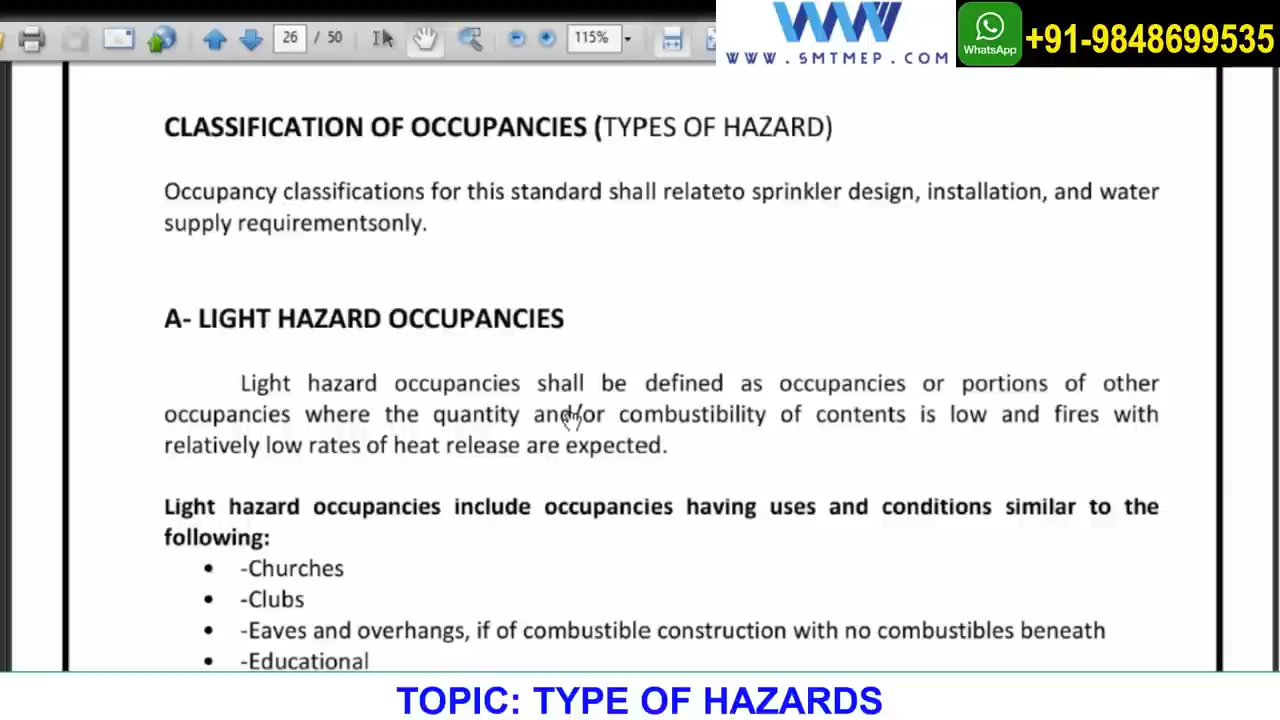 26 / 50
115%
WWW.SMTMEP.COM
WhatsApp
+91-9848699535
CLASSIFICATION OF OCCUPANCIES (TYPES OF HAZARD)
Occupancy classifications for this standard shall relateto sprinkler design, installation, and water
supply requirementsonly.
A- LIGHT HAZARD OCCUPANCIES
Light hazard occupancies shall be defined as occupancies or portions of other
occupancies where the quantity and/or combustibility of contents is low and fires with
relatively low rates of heat release are expected.
Light hazard occupancies include occupancies having uses and conditions similar to the
following:
• -Churches
• -Clubs
• -Eaves and overhangs, if of combustible construction with no combustibles beneath
• -Educational
TOPIC: TYPE OF HAZARDS